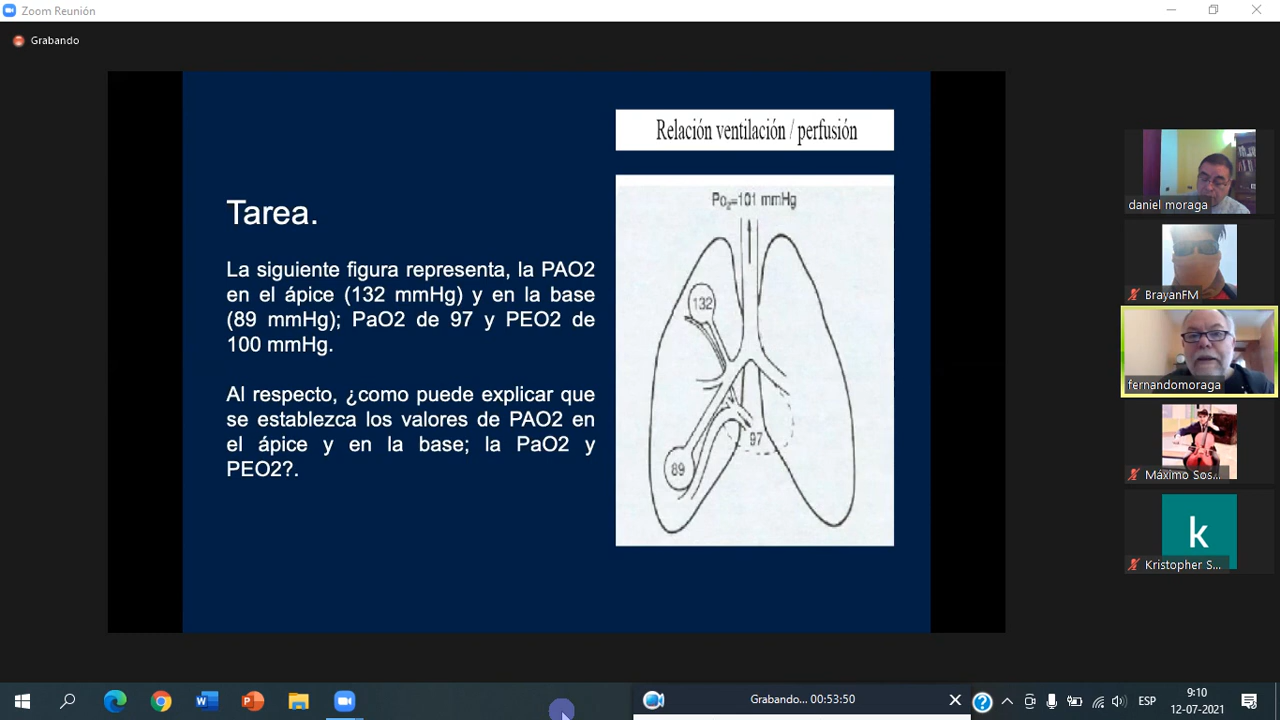 Zoom Reunión
Grabando
Relación ventilación / perfusión
Tarea.
La siguiente figura representa, la PAO2
en el ápice (132 mmHg) y en la base
(89 mmHg); PaO2 de 97 y PEO2 de
100 mmHg.
Al respecto, ¿como puede explicar que
se establezca los valores de PAO2 en
el ápice y en la base; la PaO2 y
PEO2?.
Po₂=101 mmHg
132
97
89
daniel moraga
BrayanFM
fernandomoraga
Máximo Sos...
k
Kristopher S...
Grabando... 00:53:50
ESP
9:10
12-07-2021